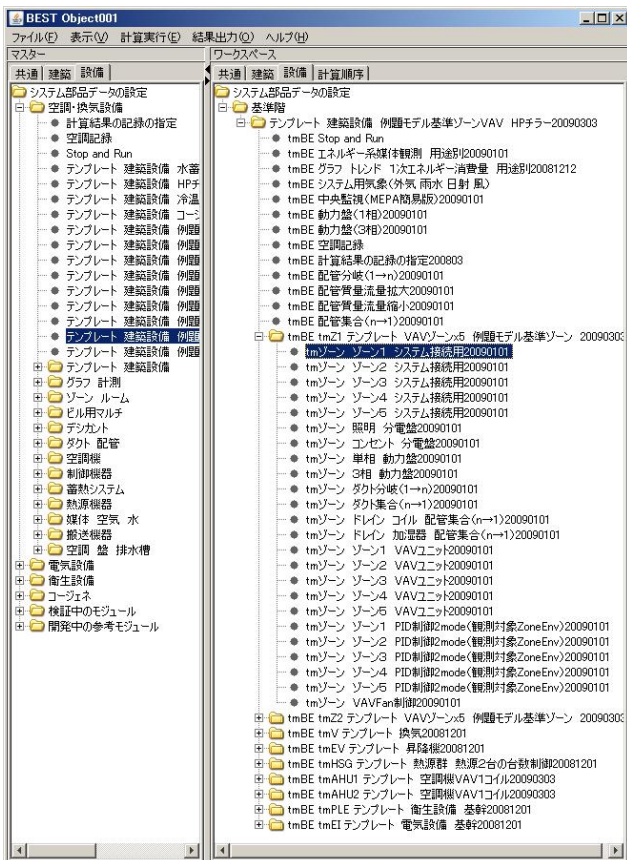 BEST Object001
ファイル(F) 表示(V) 計算実行(E) 結果出力(O) ヘルプ(H)
マスター
共通 建築 設備
システム部品データの設定
空調・換気設備
計算結果の記録の指定
空調記録
Stop and Run
テンプレート 建築設備 水蓄
テンプレート 建築設備 HPチ
テンプレート 建築設備 冷温
テンプレート 建築設備 コージ
テンプレート 建築設備 例題
テンプレート 建築設備 例題
テンプレート 建築設備 例題
テンプレート 建築設備 例題
テンプレート 建築設備 例題
テンプレート 建築設備 例題
テンプレート 建築設備 例題
テンプレート 建築設備 例題
テンプレート 建築設備 例題
テンプレート 建築設備
グラフ 計測
ゾーン ルーム
ビル用マルチ
デシカント
ダクト 配管
空調機
制御機器
蓄熱システム
熱源機器
媒体 空気 水
搬送機器
空調 盤 排水槽
電気設備
衛生設備
コージェネ
検証中のモジュール
開発中の参考モジュール
ワークスペース
共通 建築 設備 計算順序
システム部品データの設定
基準階
テンプレート 建築設備 例題モデル基準ゾーンVAV HPチラー20090303
tmBE Stop and Run
tmBE エネルギー系媒体観測 用途別20090101
tmBE グラフ トレンド 1次エネルギー消費量 用途別20081212
tmBE システム用気象(外気 雨水 日射 風)
tmBE 中央監視(MEPA簡易版)20090101
tmBE 動力盤(1相)20090101
tmBE 動力盤(3相)20090101
tmBE 空調記録
tmBE 計算結果の記録の指定200803
tmBE 配管分岐(1→n)20090101
tmBE 配管質量流量拡大20090101
tmBE 配管質量流量縮小20090101
tmBE 配管集合(n→1)20090101
tmBE tmZ1 テンプレート VAVゾーンx5 例題モデル基準ゾーン 20090303
tmゾーン ゾーン1 システム接続用20090101
tmゾーン ゾーン2 システム接続用20090101
tmゾーン ゾーン3 システム接続用20090101
tmゾーン ゾーン4 システム接続用20090101
tmゾーン ゾーン5 システム接続用20090101
tmゾーン 照明 分電盤20090101
tmゾーン コンセント 分電盤20090101
tmゾーン 単相 動力盤20090101
tmゾーン 3相 動力盤20090101
tmゾーン ダクト分岐(1→n)20090101
tmゾーン ダクト集合(n→1)20090101
tmゾーン ドレイン コイル 配管集合(n→1)20090101
tmゾーン ドレイン 加湿器 配管集合(n→1)20090101
tmゾーン ゾーン1 VAVユニット20090101
tmゾーン ゾーン2 VAVユニット20090101
tmゾーン ゾーン3 VAVユニット20090101
tmゾーン ゾーン4 VAVユニット20090101
tmゾーン ゾーン5 VAVユニット20090101
tmゾーン ゾーン1 PID制御2mode(観測対象ZoneEnv)20090101
tmゾーン ゾーン2 PID制御2mode(観測対象ZoneEnv)20090101
tmゾーン ゾーン3 PID制御2mode(観測対象ZoneEnv)20090101
tmゾーン ゾーン4 PID制御2mode(観測対象ZoneEnv)20090101
tmゾーン ゾーン5 PID制御2mode(観測対象ZoneEnv)20090101
tmゾーン VAVFan制御20090101
tmBE tmZ2 テンプレート VAVゾーンx5 例題モデル基準ゾーン 20090303
tmBE tmV テンプレート 換気20081201
tmBE tmEV テンプレート 昇降機20081201
tmBE tmHSG テンプレート 熱源群 熱源2台の台数制御20081201
tmBE tmAHU1 テンプレート 空調機VAV1コイル20090303
tmBE tmAHU2 テンプレート 空調機VAV1コイル20090303
tmBE tmPLE テンプレート 衛生設備 基幹20081201
tmBE tmEI テンプレート 電気設備 基幹20081201